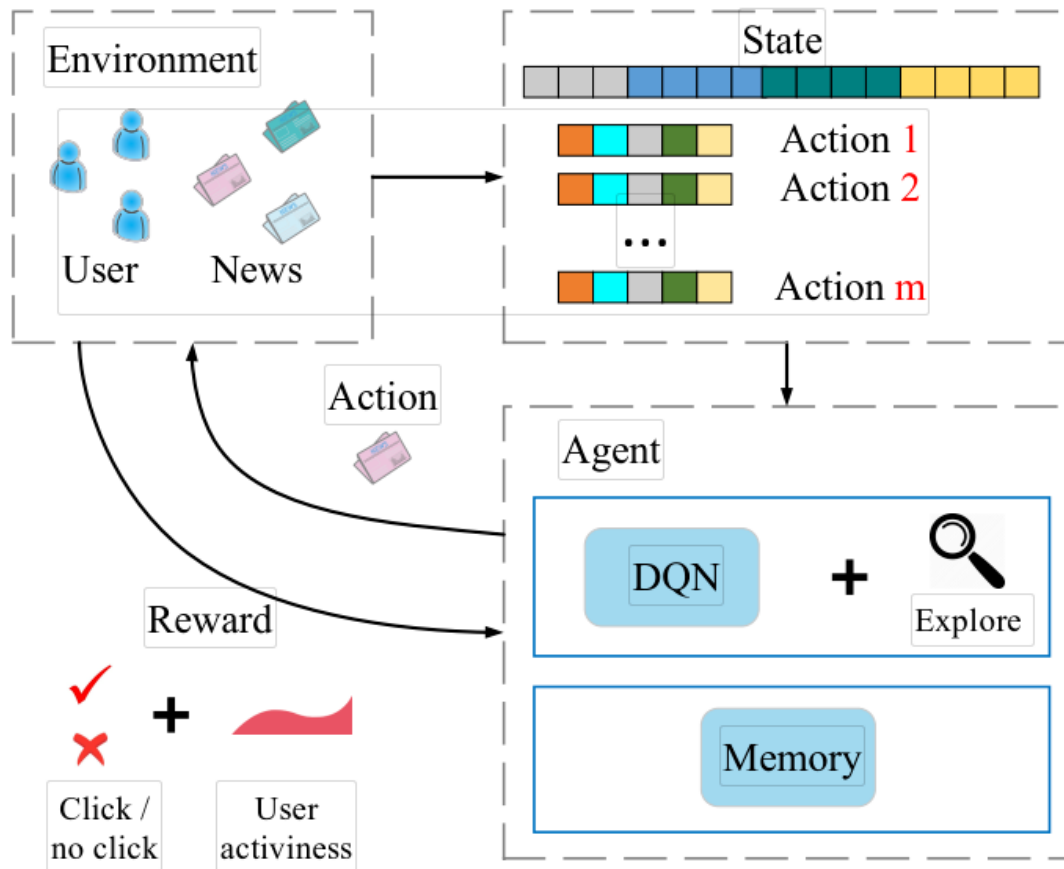 Environment
State
Action 1
Action 2
...
Action m
User
News
Action
Agent
DQN
+
Explore
Reward
+
Memory
Click /
no click
User
activiness